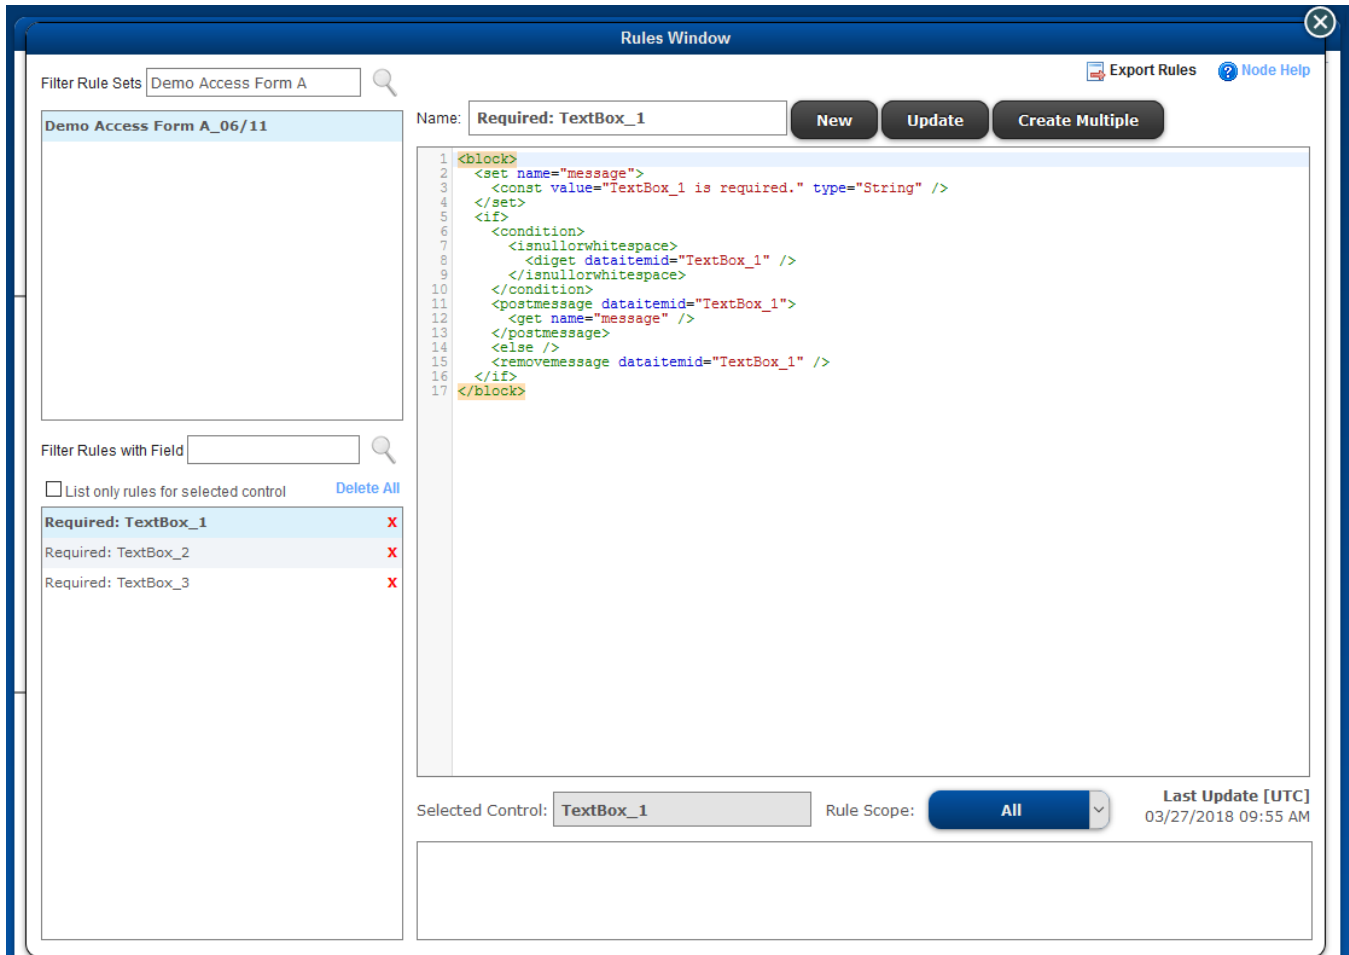 Rules Window
Filter Rule Sets Demo Access Form A
Export Rules
Node Help
Demo Access Form A_06/11
Name: Required: TextBox_1 New Update Create Multiple
1 <block>
2 <set name="message">
3 <const value="TextBox_1 is required." type="String" />
4 </set>
5 <if>
6 <condition>
7 <isnullorwhitespace>
8 <diget dataitemid="TextBox_1" />
9 </isnullorwhitespace>
10 </condition>
11 <postmessage dataitemid="TextBox_1">
12 <get name="message" />
13 </postmessage>
14 <else />
15 <removemessage dataitemid="TextBox_1" />
16 </if>
17 </block>
Filter Rules with Field
List only rules for selected control Delete All
Required: TextBox_1 X
Required: TextBox_2 X
Required: TextBox_3 X
Selected Control: TextBox_1 Rule Scope: All
Last Update [UTC]
03/27/2018 09:55 AM